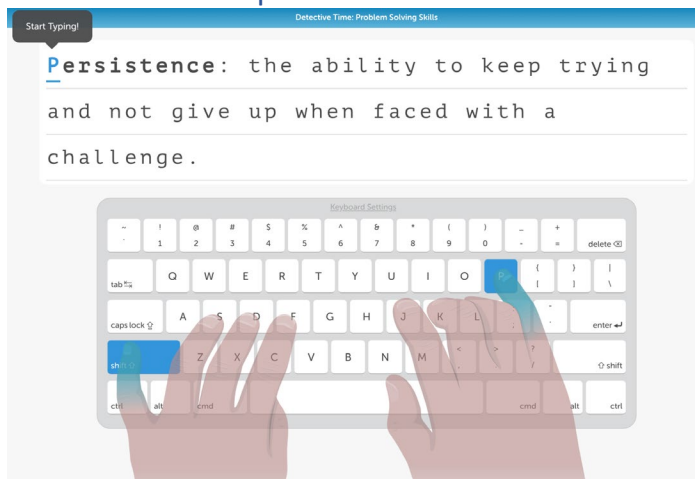 Detective Time: Problem Solving Skills
Start Typing!
Persistence: the ability to keep trying
and not give up when faced with a
challenge.
Keyboard Settings
~ ! @ # $ % ^ & * ( ) _ +
` 1 2 3 4 5 6 7 8 9 0 - = delete
{ } |
tab Q W E R T Y U I O P [ ] \
caps lock A S D F G H J K L enter
< > ?
shift Z X C V B N M , . / shift
ctrl alt cmd cmd alt ctrl